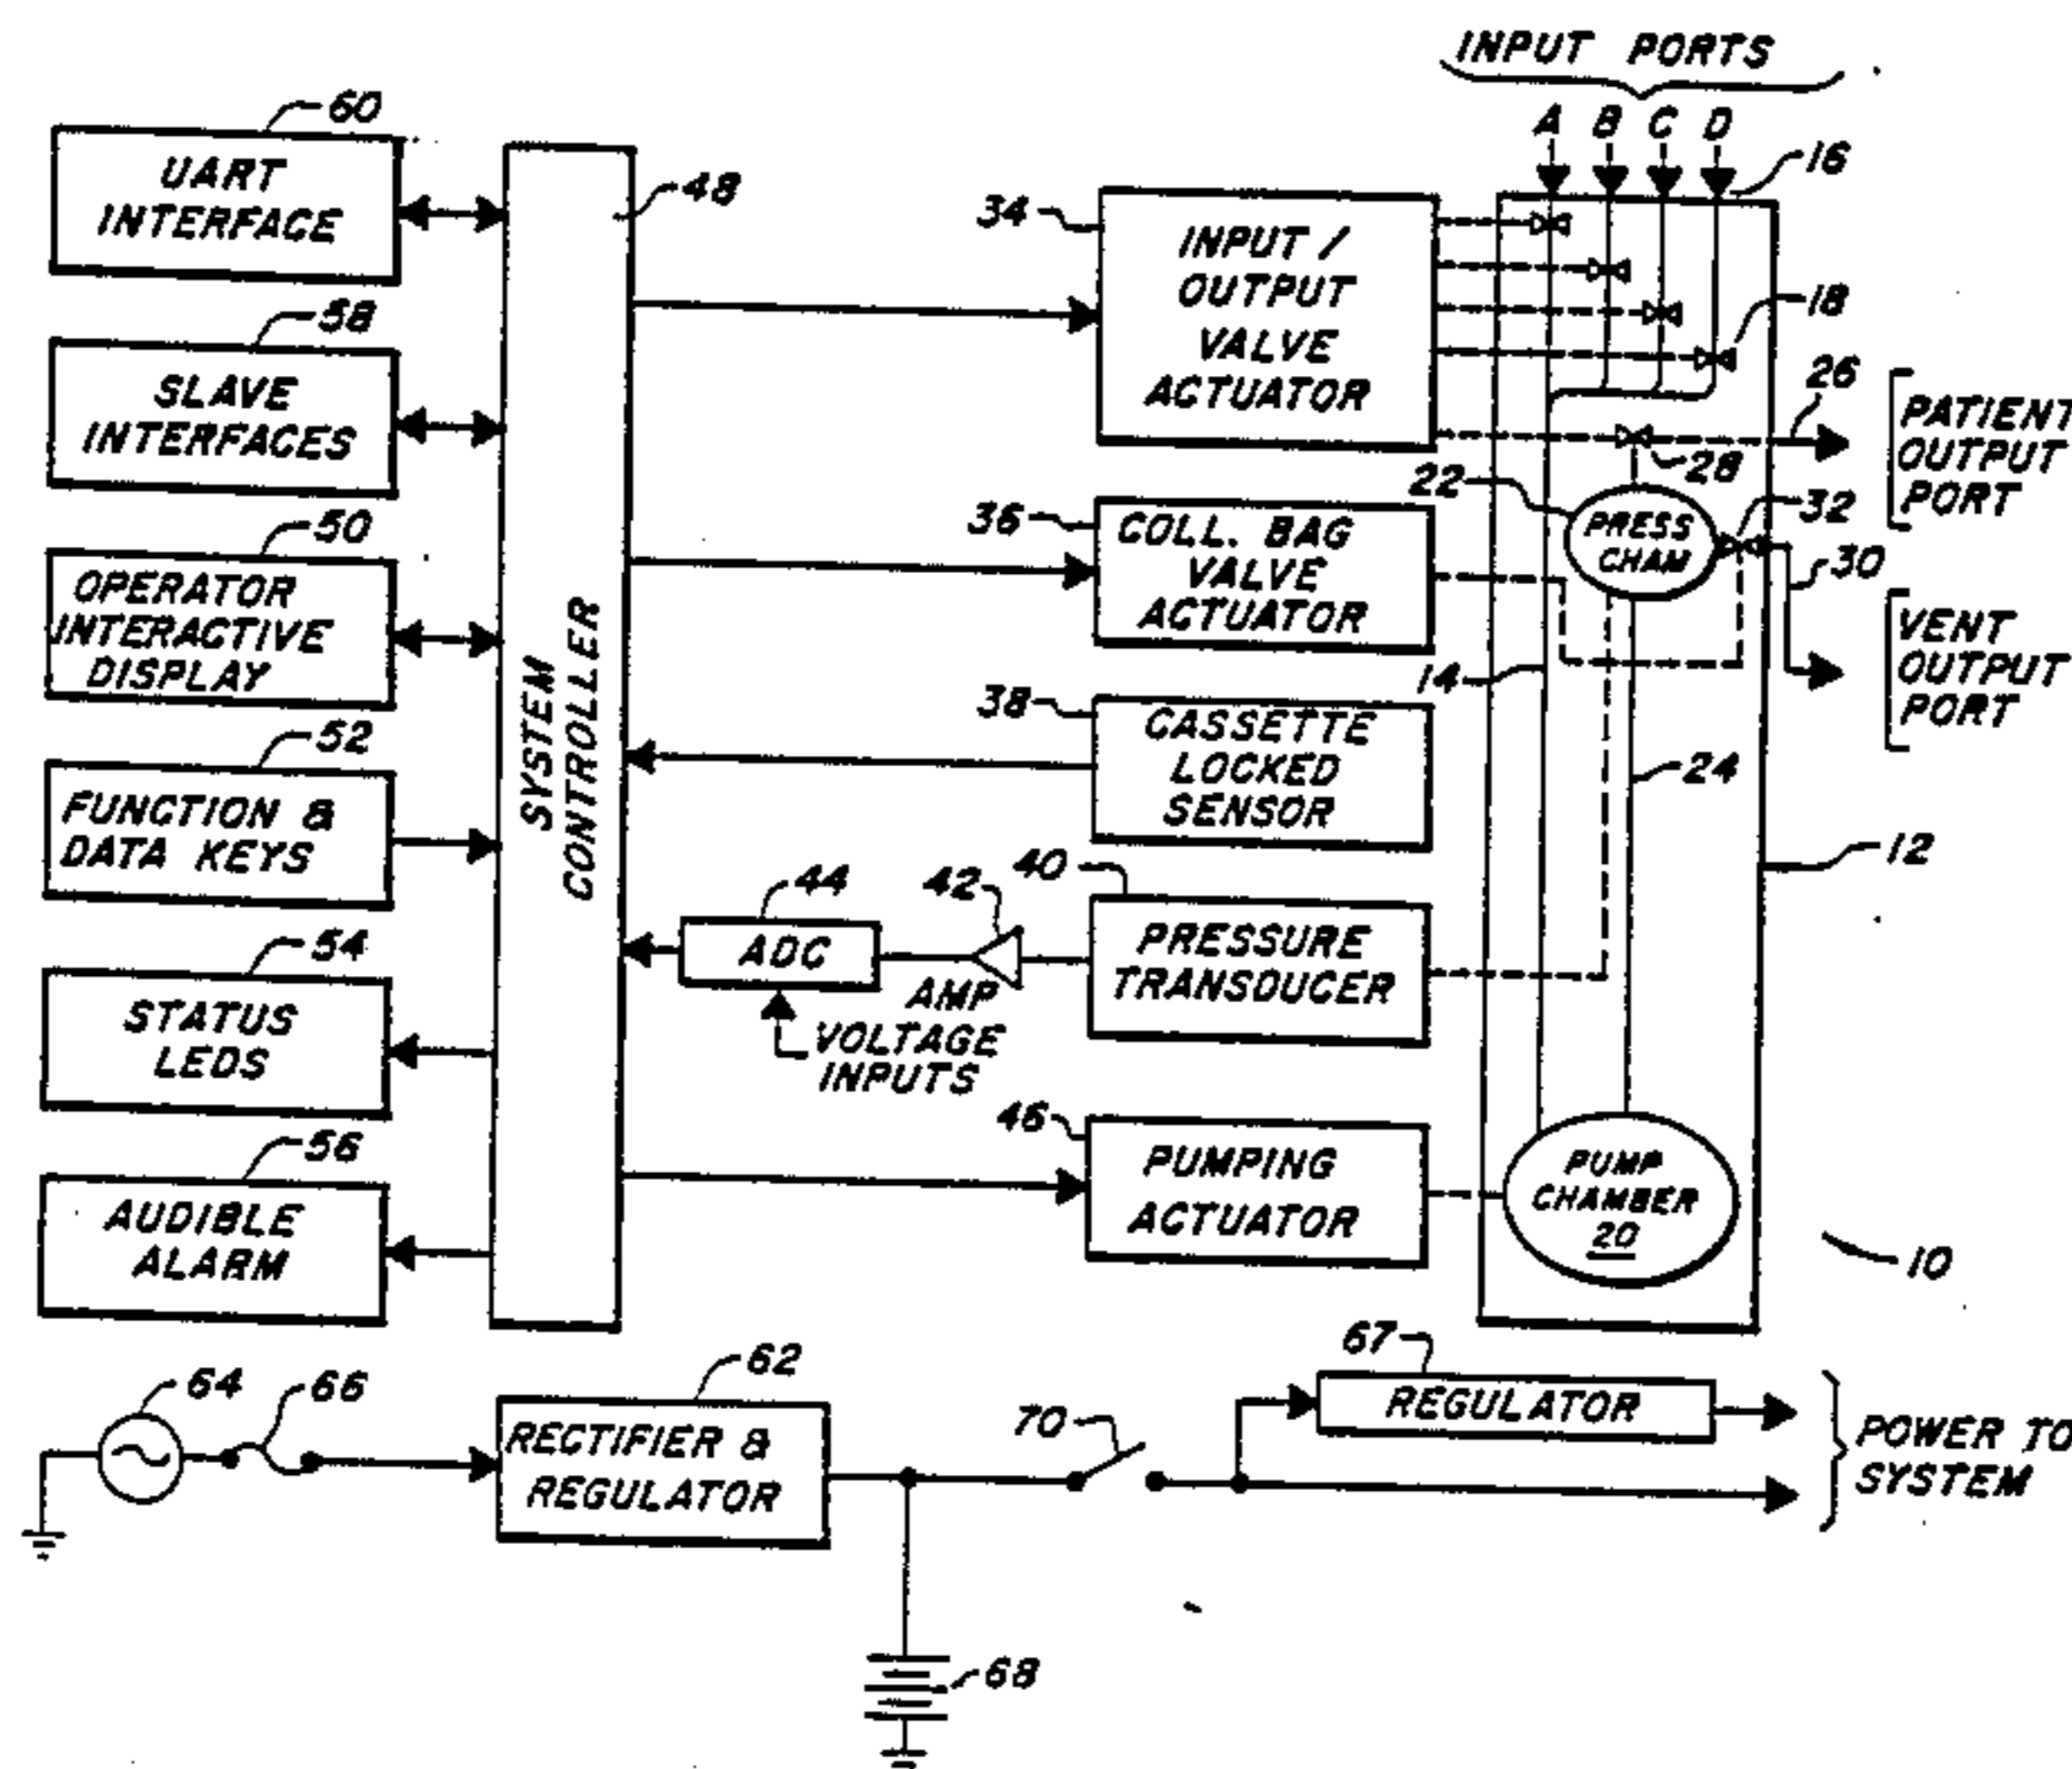 INPUT PORTS
A B C D
16
60
UART
INTERFACE
48
34
INPUT /
OUTPUT
VALVE
ACTUATOR
18
58
SLAVE
INTERFACES
26
PATIENT
OUTPUT
PORT
28
22
PRESS
CHAM
32
30
50
OPERATOR
INTERACTIVE
DISPLAY
36
COLL. BAG
VALVE
ACTUATOR
VENT
OUTPUT
PORT
14
SYSTEM
CONTROLLER
38
CASSETTE
LOCKED
SENSOR
24
52
FUNCTION &
DATA KEYS
12
44
ADC
42
AMP
40
PRESSURE
TRANSDUCER
VOLTAGE
INPUTS
54
STATUS
LEDS
46
PUMPING
ACTUATOR
PUMP
CHAMBER
20
10
56
AUDIBLE
ALARM
64
66
62
RECTIFIER &
REGULATOR
70
67
REGULATOR
POWER TO
SYSTEM
68